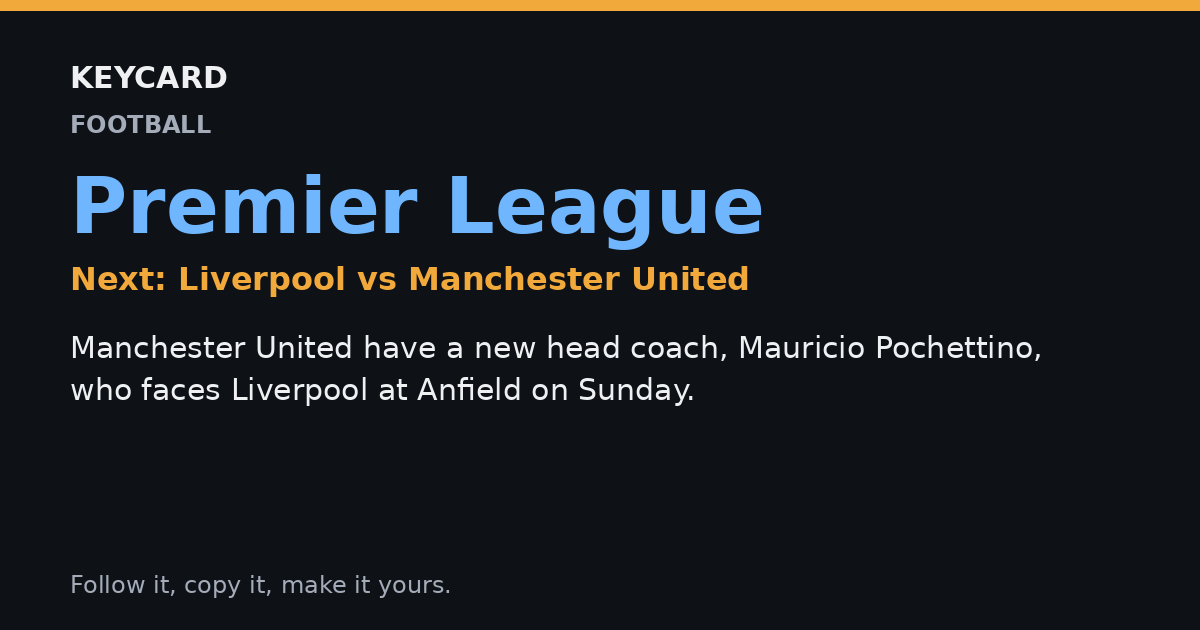 KEYCARD
FOOTBALL
Premier League
Next: Liverpool vs Manchester United
Manchester United have a new head coach, Mauricio Pochettino,
who faces Liverpool at Anfield on Sunday.
Follow it, copy it, make it yours.